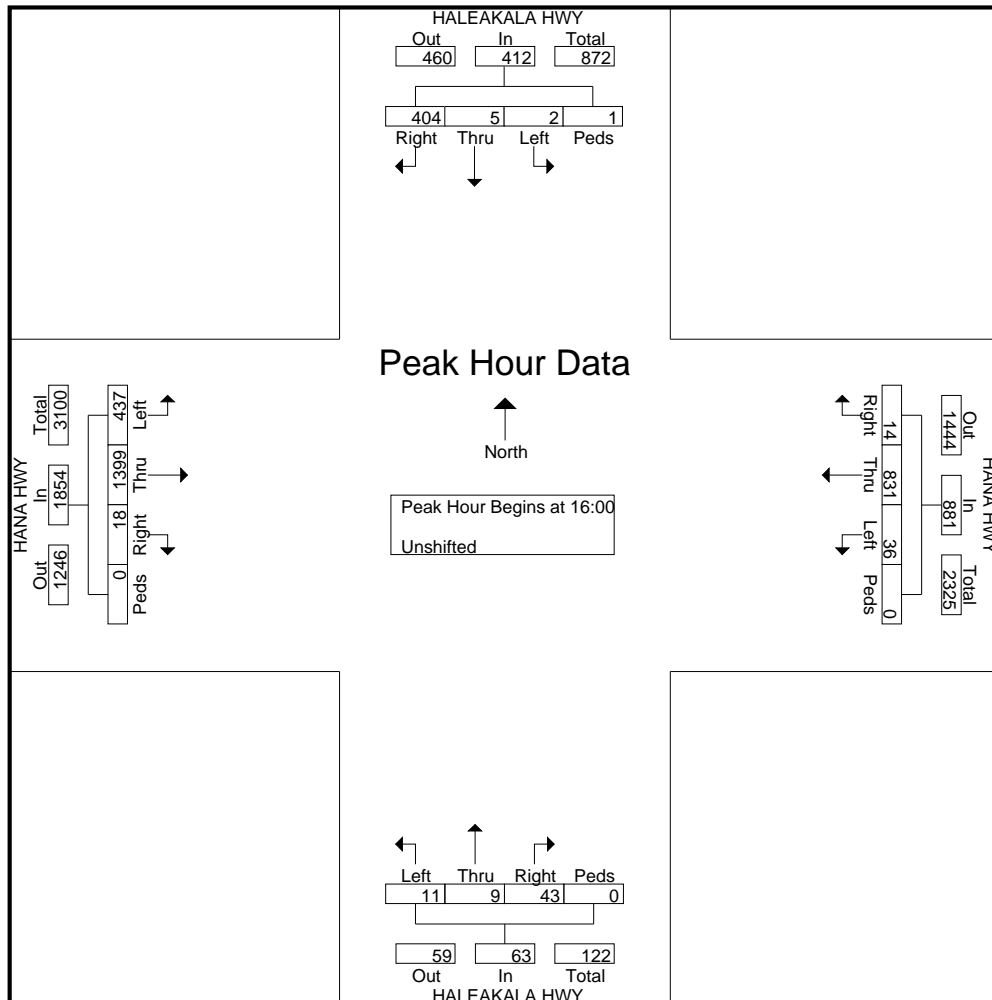 HALEAKALA HWY
Out In Total
460 412 872
404 5 2 1
Right Thru Left Peds
Peak Hour Data
North
Peak Hour Begins at 16:00
Unshifted
HANA HWY
Total In Out
3100 1854 1246
437 1399 18 0
Left Thru Right Peds
HANA HWY
Out In Total
1444 881 2325
14 831 36 0
Right Thru Left Peds
Left Thru Right Peds
11 9 43 0
59 63 122
Out In Total
HALEAKALA HWY